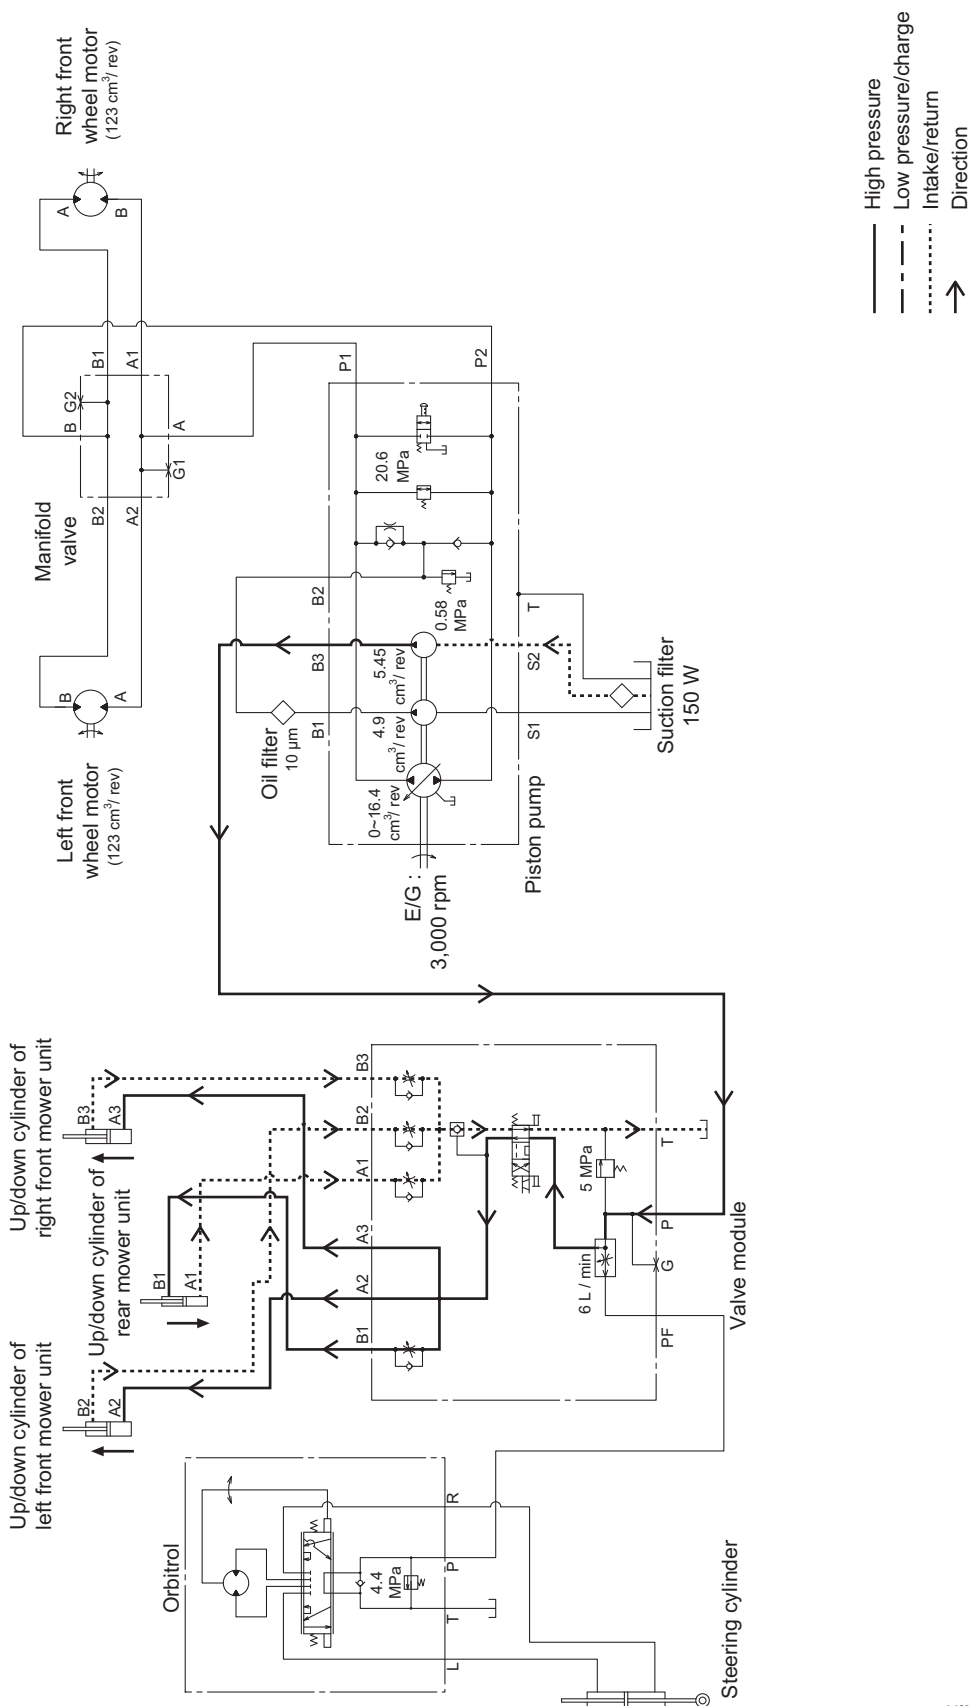 Right front
wheel motor
(123 cm³/ rev)
A
B
Manifold
valve
B
G2
B1
A1
B2
A2
A
G1
Left front
wheel motor
(123 cm³/ rev)
B
A
P1
P2
20.6
MPa
0.58
MPa
B2
B3
B1
Oil filter
10 µm
5.45
cm³/ rev
4.9
cm³/ rev
0~16.4
cm³/ rev
E/G :
3,000 rpm
T
S2
S1
Piston pump
Suction filter
150 W
High pressure
Low pressure/charge
Intake/return
Direction
Up/down cylinder of
right front mower unit
B3
A3
Up/down cylinder of
rear mower unit
B1
A1
Up/down cylinder of
left front mower unit
B2
A2
B3
B2
A1
A3
A2
B1
5 MPa
6 L / min
T
P
G
PF
Valve module
Orbitrol
4.4
MPa
R
P
T
L
Steering cylinder